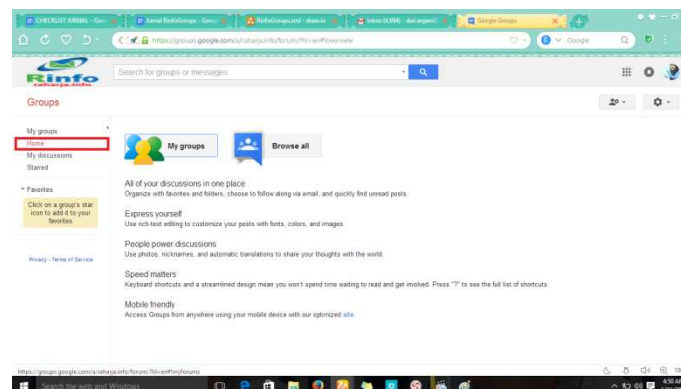 CHECKLIST JURNAL - Goo
Jurnal RinfoGroups - Goog
RinfoGroups.xml - draw.io
Inbox (4,694) - dwi.argenti
Google Groups
https://groups.google.com/a/raharja.info/forum/?hl=en#!overview
Google
Rinfo
raharja.info
Search for groups or messages
Groups
My groups
Home
My discussions
Starred
Favorites
Click on a group's star
icon to add it to your
favorites
Privacy - Terms of Service
My groups
Browse all
All of your discussions in one place
Organize with favorites and folders, choose to follow along via email, and quickly find unread posts.
Express yourself
Use rich-text editing to customize your posts with fonts, colors, and images.
People power discussions
Use photos, nicknames, and automatic translations to share your thoughts with the world.
Speed matters
Keyboard shortcuts and a streamlined design mean you won't spend time waiting to read and get involved. Press "?" to see the full list of shortcuts.
Mobile friendly
Access Groups from anywhere using your mobile device with our optimized site.
https://groups.google.com/a/raharja.info/forum/?hl=en#!myforums
Search the web and Windows
4:50 AM